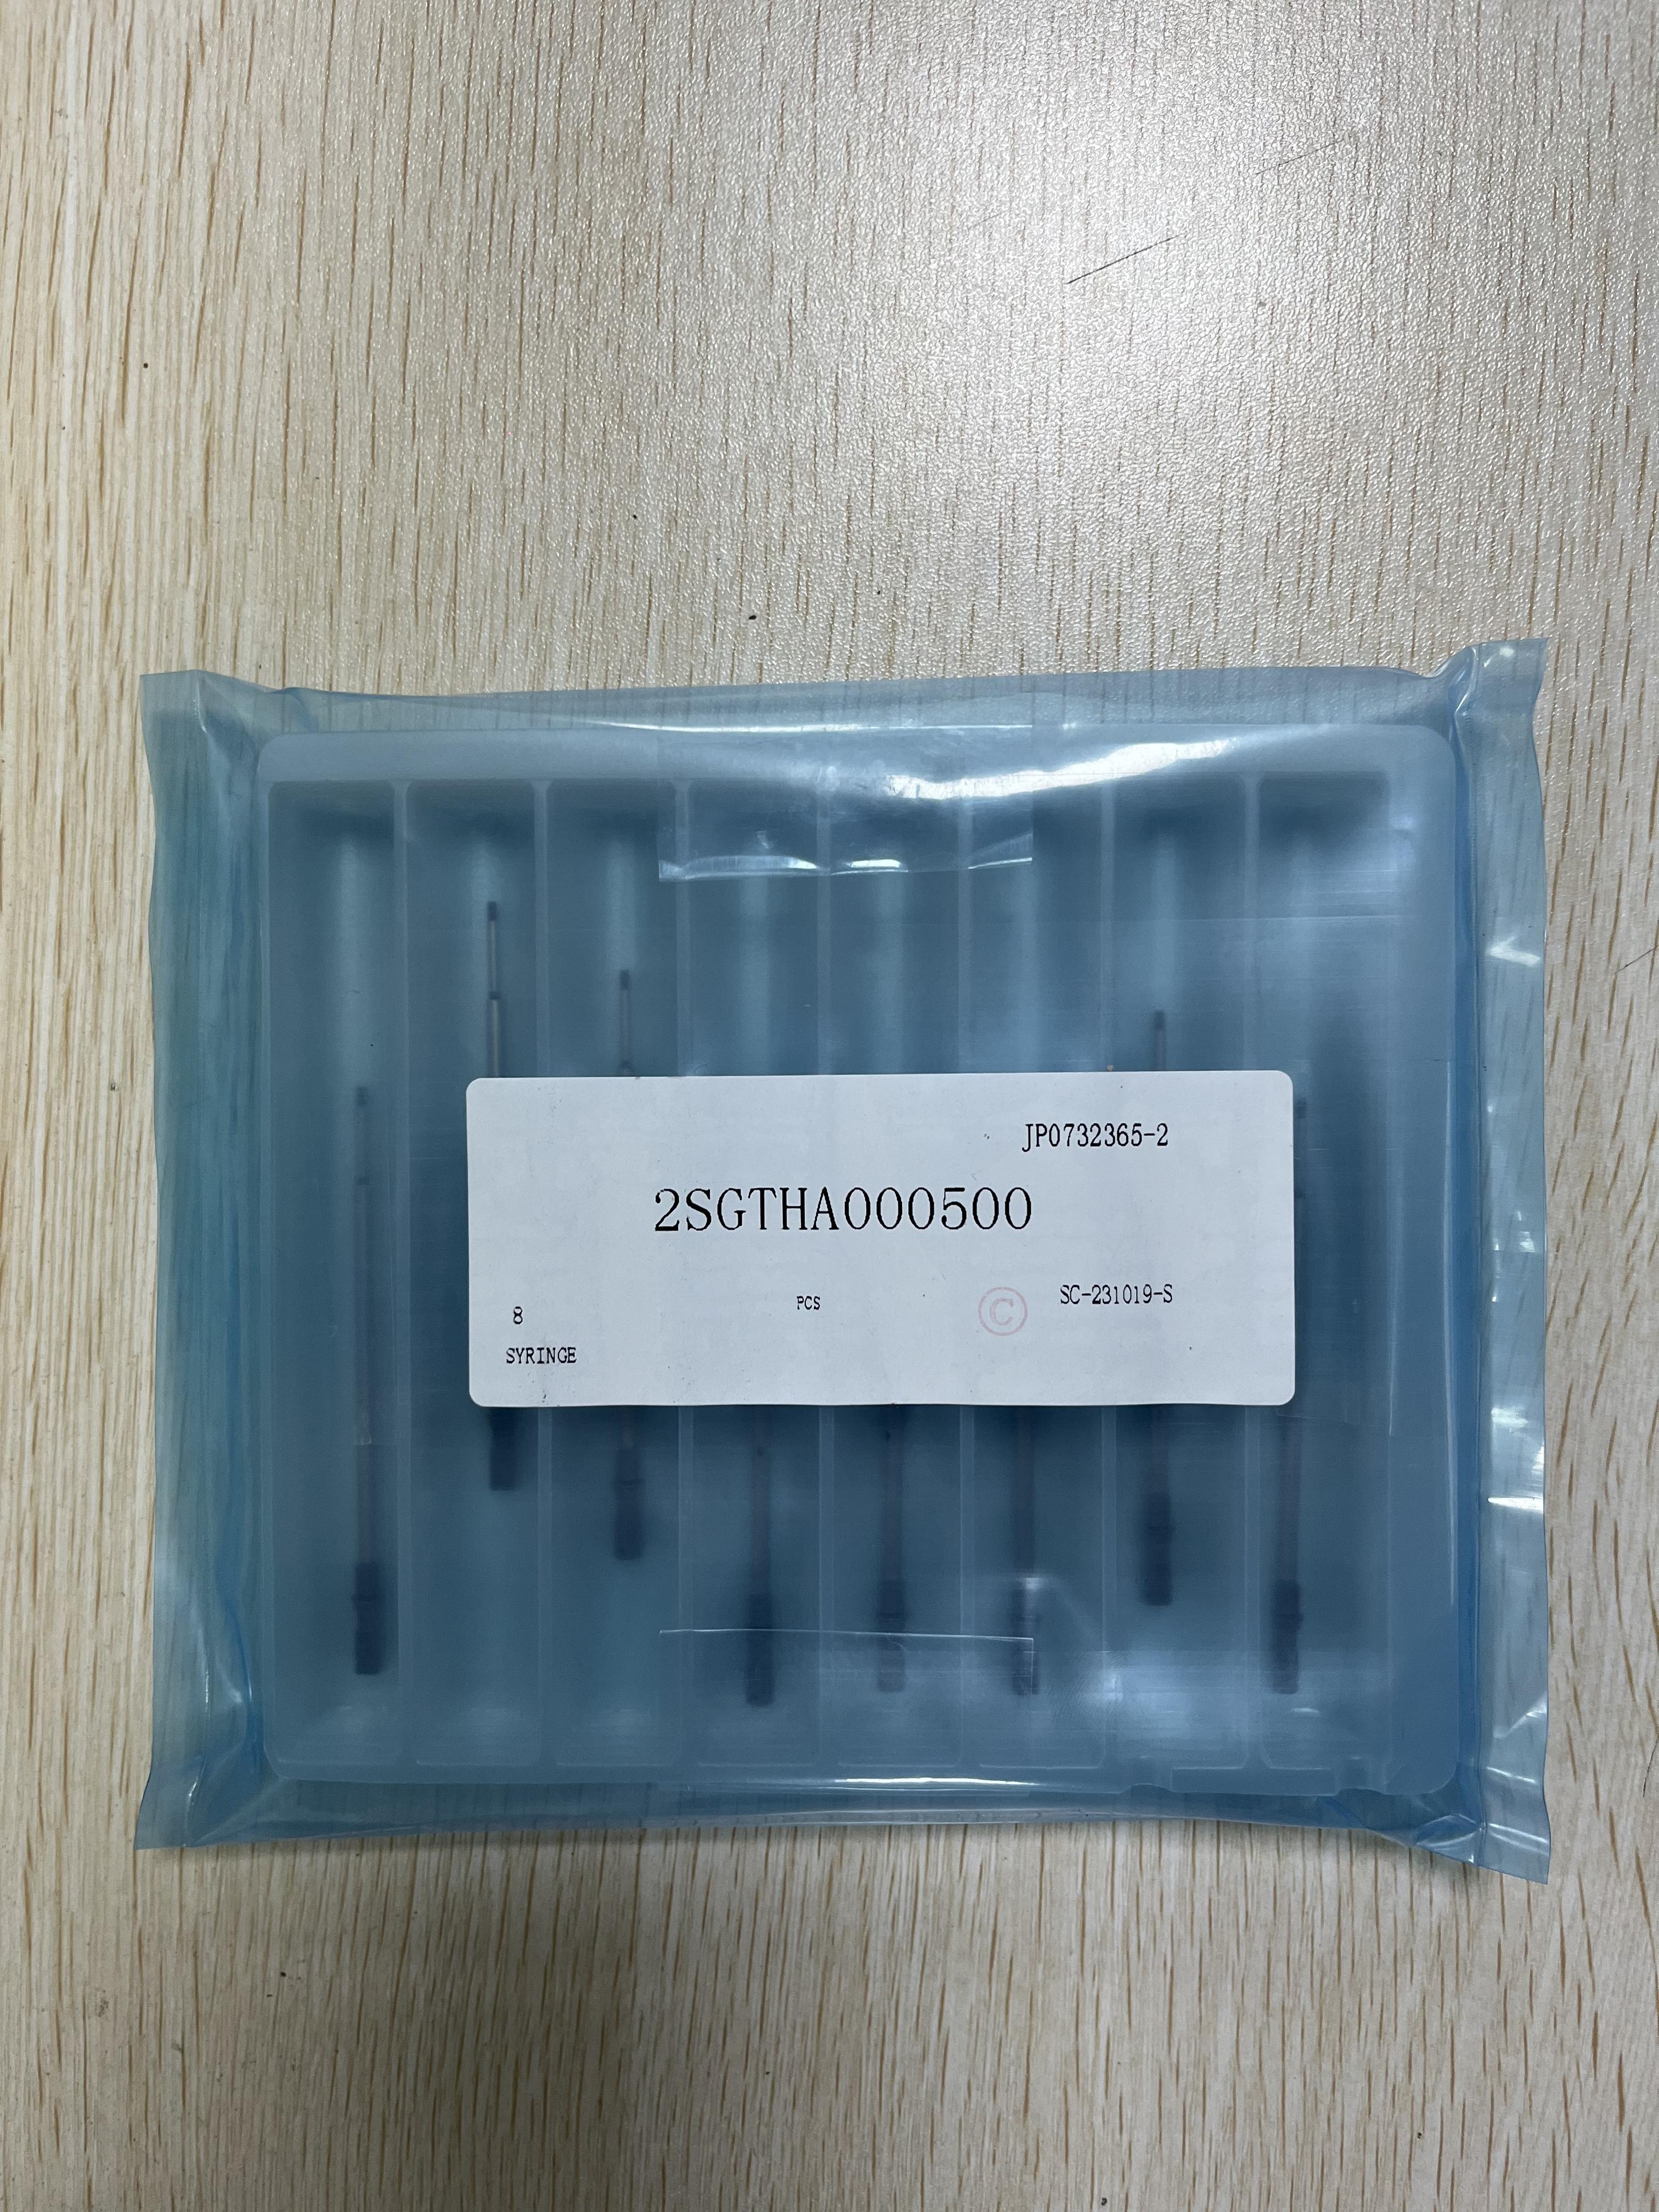 JP0732365-2
2SGTHA000500
8 PCS © SC-231019-S
SYRINGE